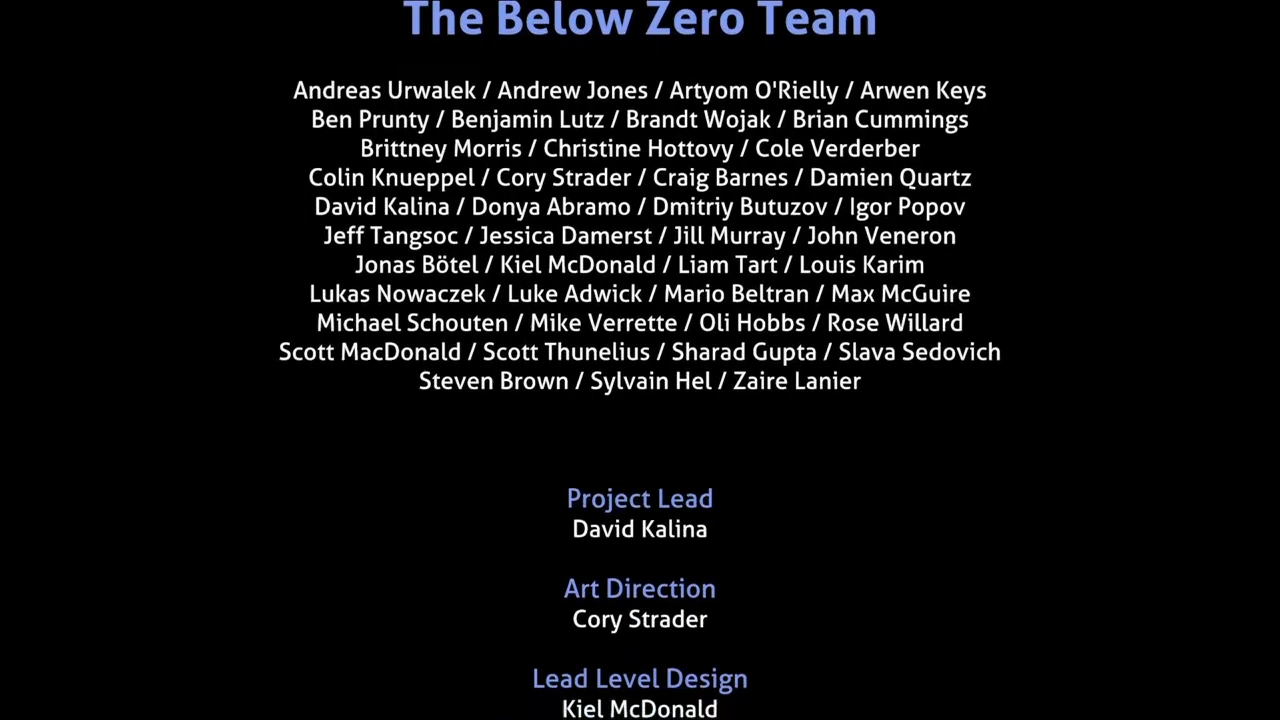 The Below Zero Team
Andreas Urwalek / Andrew Jones / Artyom O'Rielly / Arwen Keys
Ben Prunty / Benjamin Lutz / Brandt Wojak / Brian Cummings
Brittney Morris / Christine Hottovy / Cole Verderber
Colin Knueppel / Cory Strader / Craig Barnes / Damien Quartz
David Kalina / Donya Abramo / Dmitriy Butuzov / Igor Popov
Jeff Tangsoc / Jessica Damerst / Jill Murray / John Veneron
Jonas Bötel / Kiel McDonald / Liam Tart / Louis Karim
Lukas Nowaczek / Luke Adwick / Mario Beltran / Max McGuire
Michael Schouten / Mike Verrette / Oli Hobbs / Rose Willard
Scott MacDonald / Scott Thunelius / Sharad Gupta / Slava Sedovich
Steven Brown / Sylvain Hel / Zaire Lanier
Project Lead
David Kalina
Art Direction
Cory Strader
Lead Level Design
Kiel McDonald